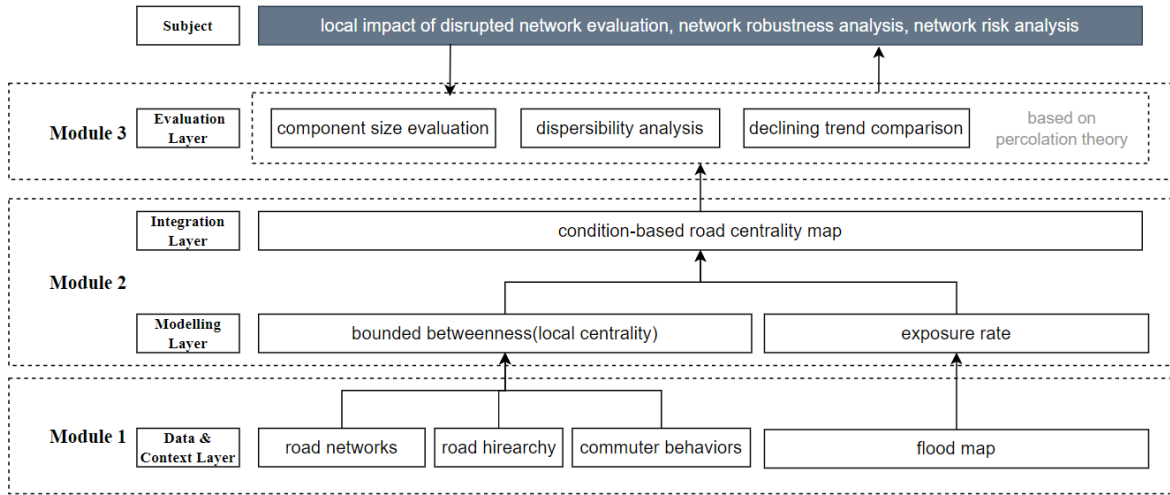 Subject
local impact of disrupted network evaluation, network robustness analysis, network risk analysis
Module 3
Evaluation
Layer
component size evaluation
dispersibility analysis
declining trend comparison
based on
percolation theory
Integration
Layer
condition-based road centrality map
Module 2
Modelling
Layer
bounded betweenness(local centrality)
exposure rate
Module 1
Data &
Context Layer
road networks
road hirearchy
commuter behaviors
flood map